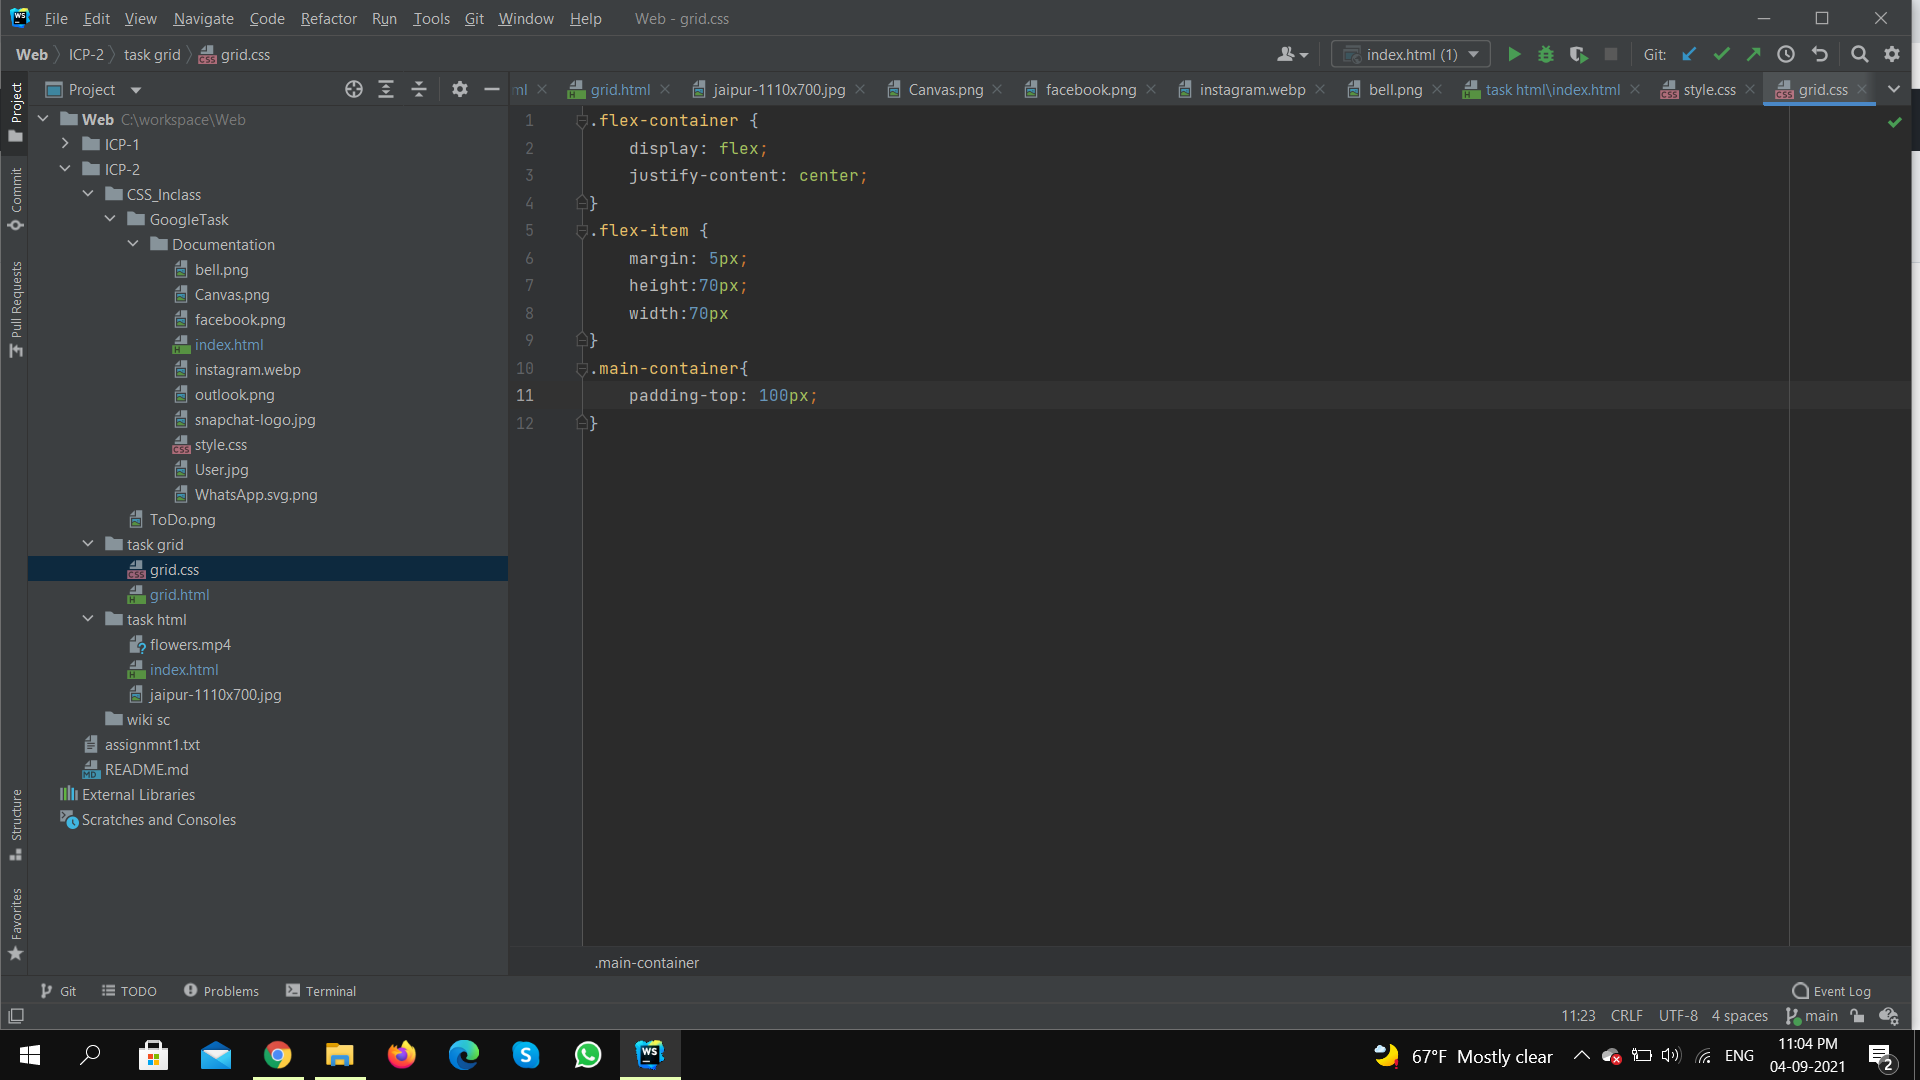 File Edit View Navigate Code Refactor Run Tools Git Window Help Web - grid.css
Web ICP-2 task grid grid.css index.html (1) Git:
Project ml grid.html jaipur-1110x700.jpg Canvas.png facebook.png instagram.webp bell.png task html\index.html style.css grid.css
Project
Commit
Pull Requests
Structure
Favorites
Web C:\workspace\Web
ICP-1
ICP-2
CSS_Inclass
GoogleTask
Documentation
bell.png
Canvas.png
facebook.png
index.html
instagram.webp
outlook.png
snapchat-logo.jpg
style.css
User.jpg
WhatsApp.svg.png
ToDo.png
task grid
grid.css
grid.html
task html
flowers.mp4
index.html
jaipur-1110x700.jpg
wiki sc
assignmnt1.txt
README.md
External Libraries
Scratches and Consoles
1 .flex-container {
2 display: flex;
3 justify-content: center;
4 }
5 .flex-item {
6 margin: 5px;
7 height:70px;
8 width:70px
9 }
10 .main-container{
11 padding-top: 100px;
12 }
.main-container
Git TODO Problems Terminal Event Log
11:23 CRLF UTF-8 4 spaces main
67°F Mostly clear ENG 11:04 PM
04-09-2021
2